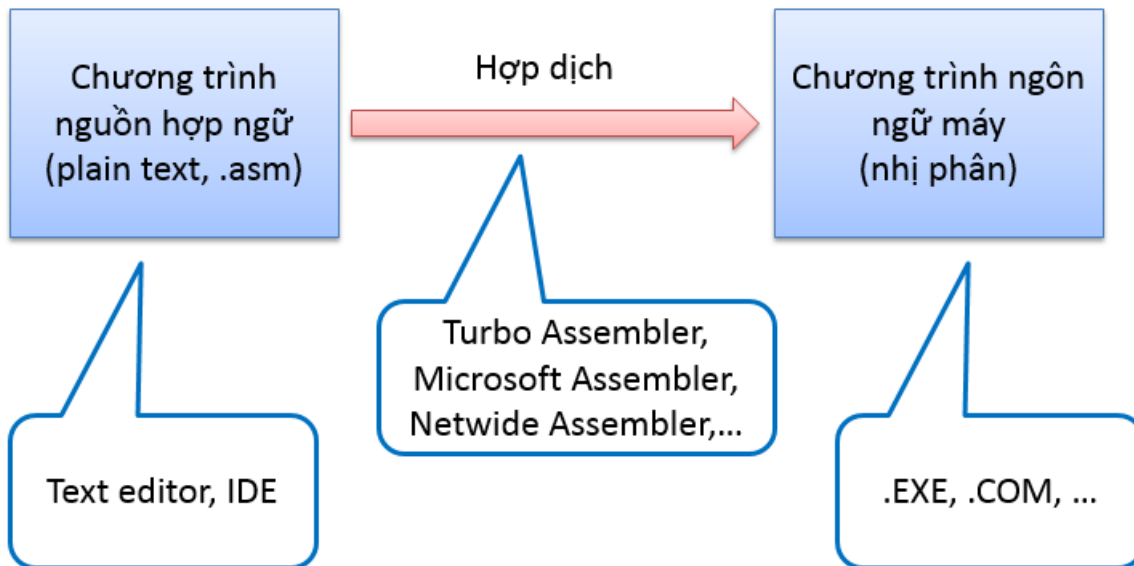 Chương trình
nguồn hợp ngữ
(plain text, .asm)
Hợp dịch
Chương trình ngôn
ngữ máy
(nhị phân)
Turbo Assembler,
Microsoft Assembler,
Netwide Assembler,...
Text editor, IDE
.EXE, .COM, ...